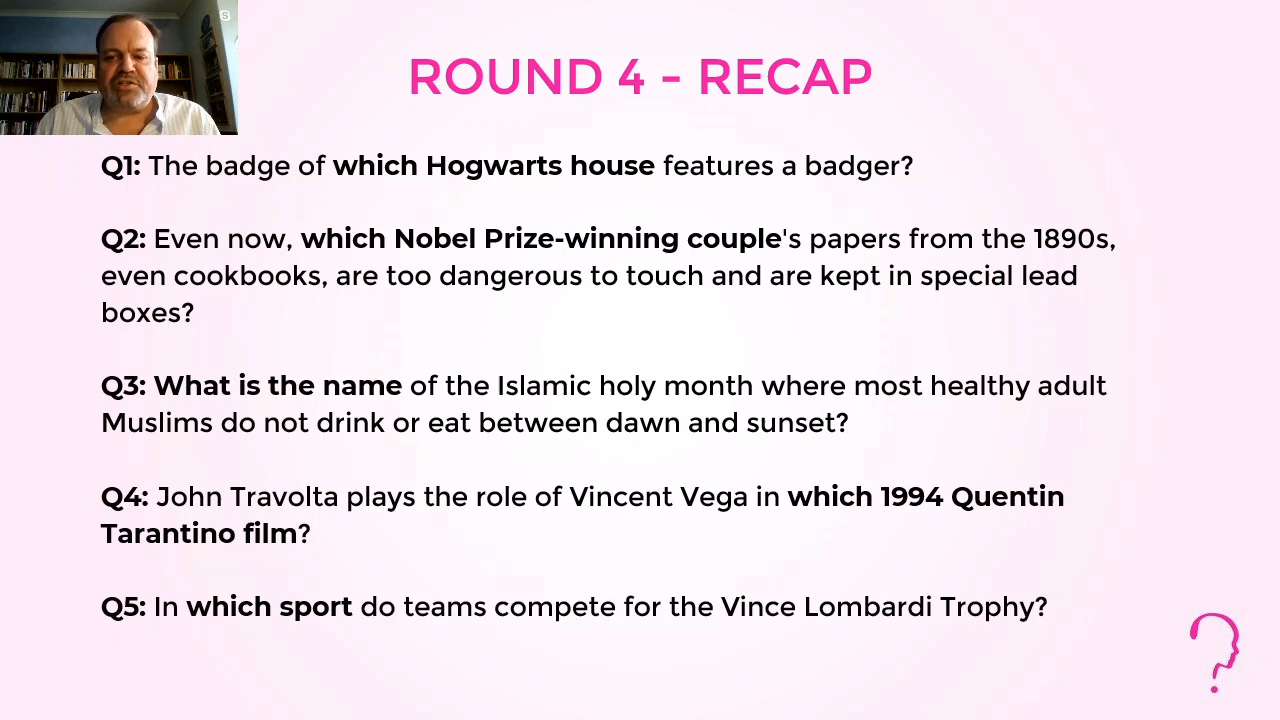 ROUND 4 - RECAP
Q1: The badge of which Hogwarts house features a badger?
Q2: Even now, which Nobel Prize-winning couple's papers from the 1890s,
even cookbooks, are too dangerous to touch and are kept in special lead
boxes?
Q3: What is the name of the Islamic holy month where most healthy adult
Muslims do not drink or eat between dawn and sunset?
Q4: John Travolta plays the role of Vincent Vega in which 1994 Quentin
Tarantino film?
Q5: In which sport do teams compete for the Vince Lombardi Trophy?